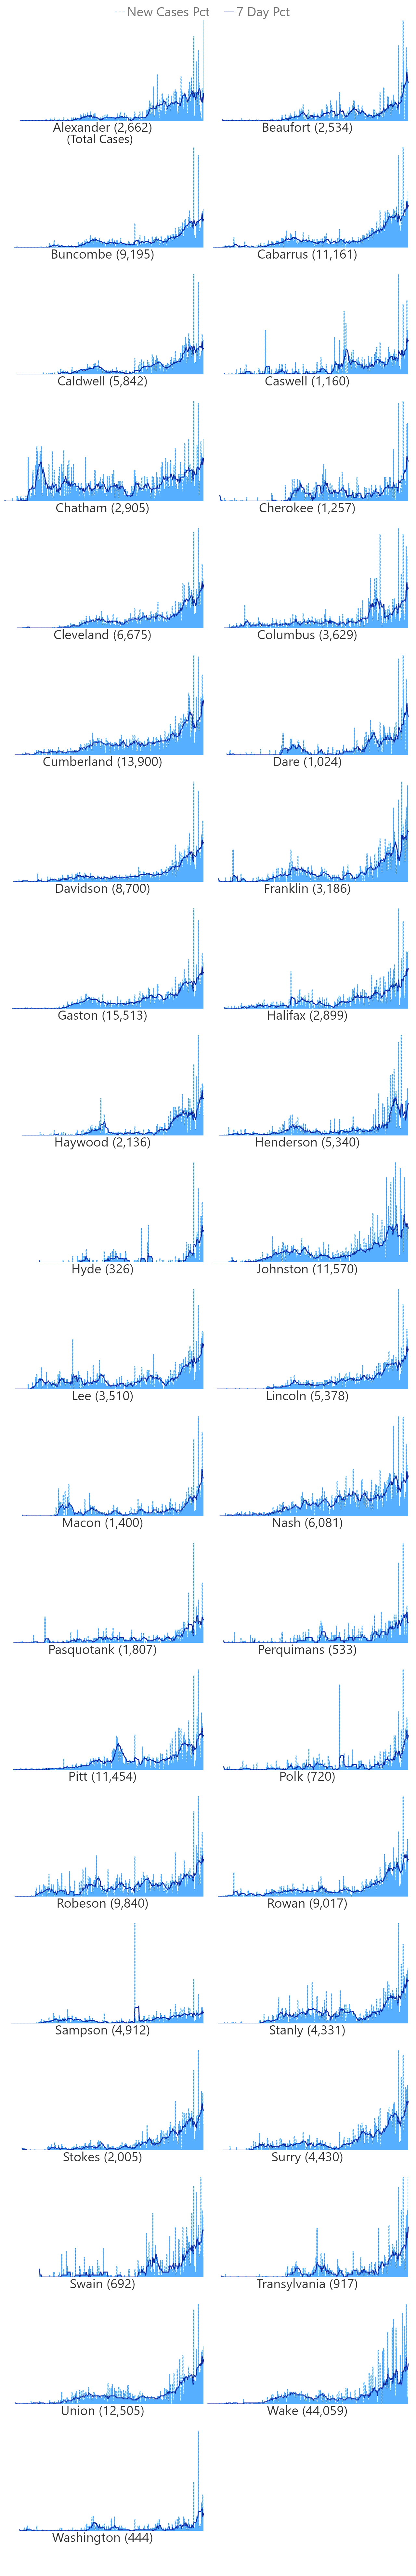 New Cases Pct 7 Day Pct
Alexander (2,662) Beaufort (2,534)
(Total Cases)
Buncombe (9,195) Cabarrus (11,161)
Caldwell (5,842) Caswell (1,160)
Chatham (2,905) Cherokee (1,257)
Cleveland (6,675) Columbus (3,629)
Cumberland (13,900) Dare (1,024)
Davidson (8,700) Franklin (3,186)
Gaston (15,513) Halifax (2,899)
Haywood (2,136) Henderson (5,340)
Hyde (326) Johnston (11,570)
Lee (3,510) Lincoln (5,378)
Macon (1,400) Nash (6,081)
Pasquotank (1,807) Perquimans (533)
Pitt (11,454) Polk (720)
Robeson (9,840) Rowan (9,017)
Sampson (4,912) Stanly (4,331)
Stokes (2,005) Surry (4,430)
Swain (692) Transylvania (917)
Union (12,505) Wake (44,059)
Washington (444)